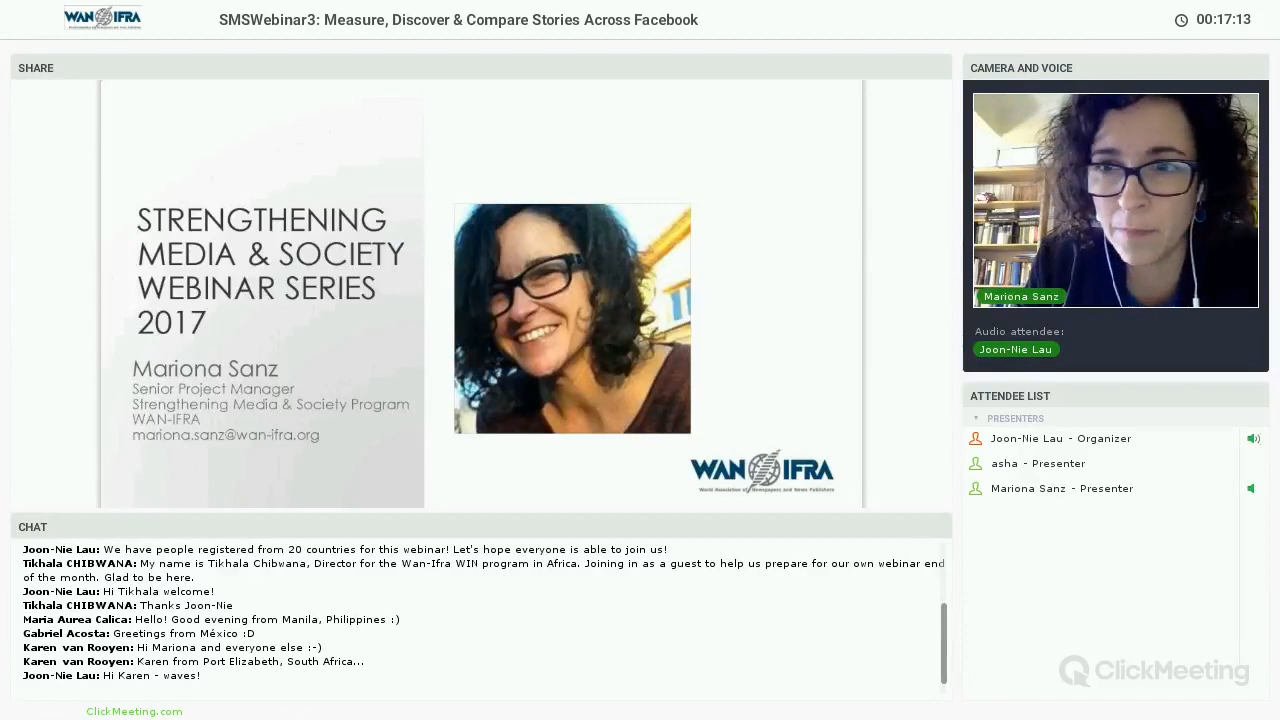 WAN IFRA
SMSWebinar3: Measure, Discover & Compare Stories Across Facebook
00:17:13
SHARE
STRENGTHENING
MEDIA & SOCIETY
WEBINAR SERIES
2017
Mariona Sanz
Senior Project Manager
Strengthening Media & Society Program
WAN-IFRA
mariona.sanz@wan-ifra.org
WAN IFRA
World Association of Newspapers and News Publishers
CAMERA AND VOICE
Mariona Sanz
Audio attendee:
Joon-Nie Lau
ATTENDEE LIST
PRESENTERS
Joon-Nie Lau - Organizer
asha - Presenter
Mariona Sanz - Presenter
CHAT
Joon-Nie Lau: We have people registered from 20 countries for this webinar! Let's hope everyone is able to join us!
Tikhala CHIBWANA: My name is Tikhala Chibwana, Director for the Wan-Ifra WIN program in Africa. Joining in as a guest to help us prepare for our own webinar end
of the month. Glad to be here.
Joon-Nie Lau: Hi Tikhala welcome!
Tikhala CHIBWANA: Thanks Joon-Nie
Maria Aurea Calica: Hello! Good evening from Manila, Philippines :)
Gabriel Acosta: Greetings from México :D
Karen van Rooyen: Hi Mariona and everyone else :-)
Karen van Rooyen: Karen from Port Elizabeth, South Africa...
Joon-Nie Lau: Hi Karen - waves!
ClickMeeting
ClickMeeting.com